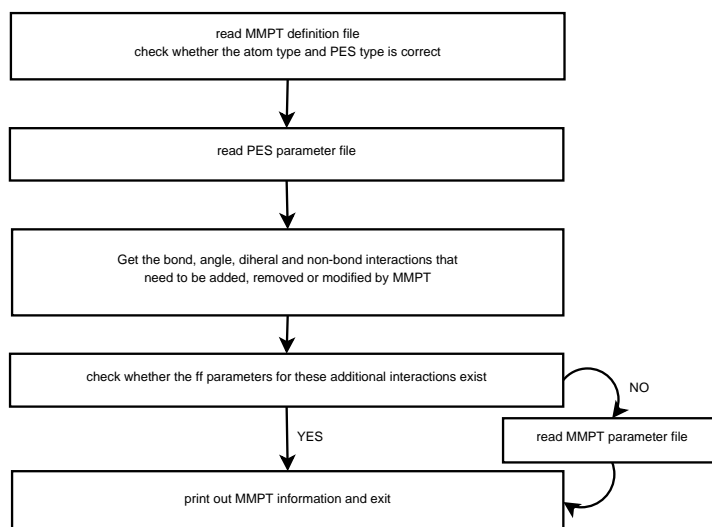 read MMPT definition file
check whether the atom type and PES type is correct
read PES parameter file
Get the bond, angle, diheral and non-bond interactions that
need to be added, removed or modified by MMPT
check whether the ff parameters for these additional interactions exist
NO
read MMPT parameter file
YES
print out MMPT information and exit